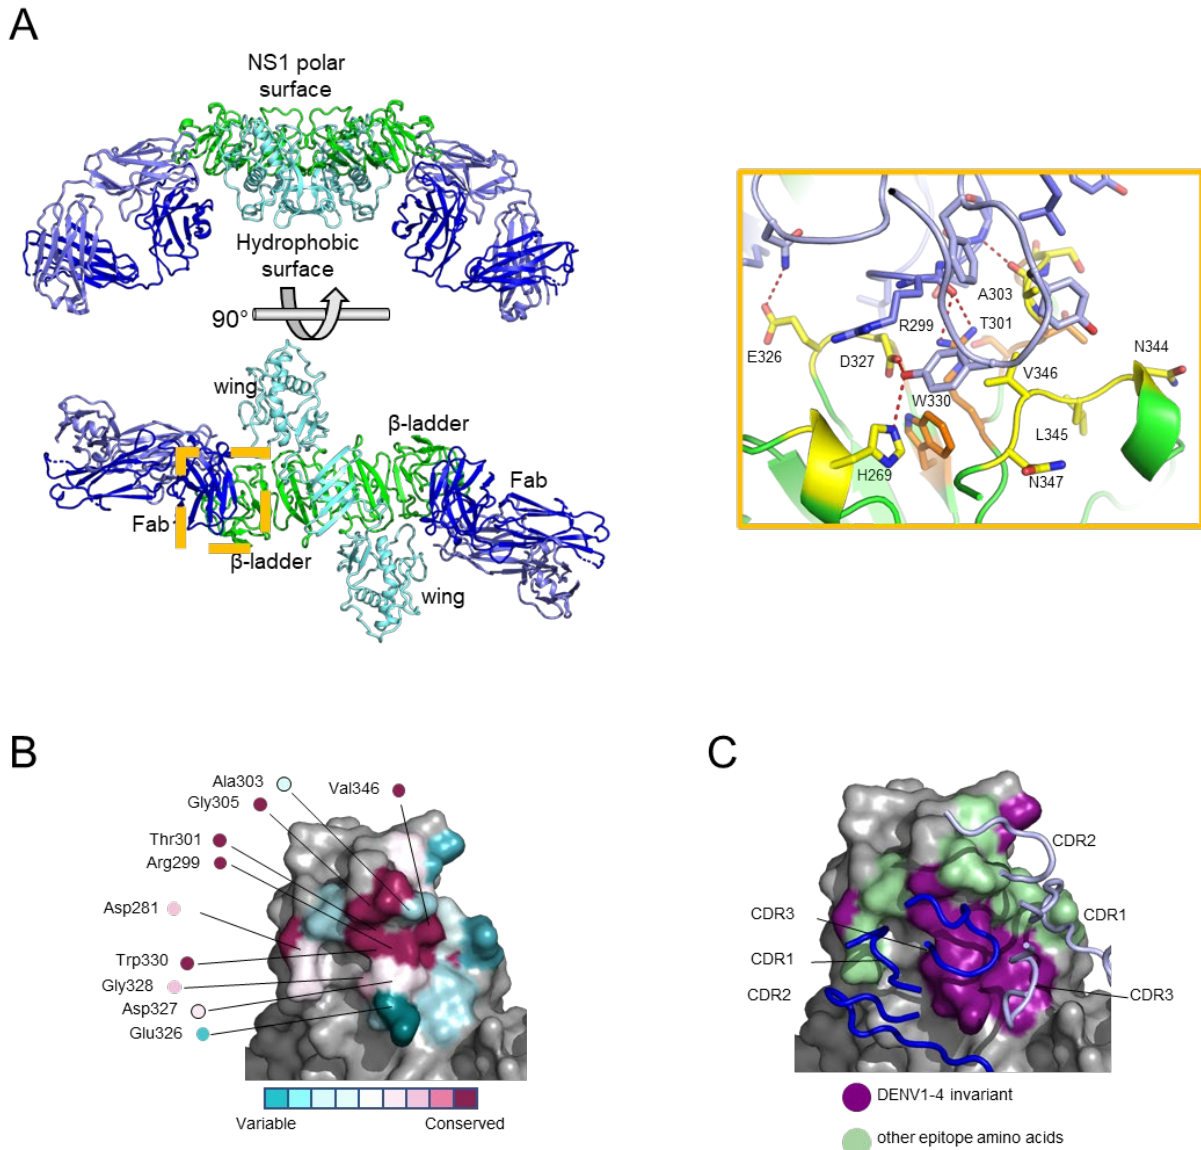 A
NS1 polar
surface
Hydrophobic
surface
90°
wing
β-ladder
Fab
Fab
β-ladder
wing
A303
R299
T301
E326
D327
V346
N344
W330
L345
H269
N347
B
Ala303
Val346
Gly305
Thr301
Arg299
Asp281
Trp330
Gly328
Asp327
Glu326
Variable
Conserved
C
CDR2
CDR3
CDR1
CDR1
CDR2
CDR3
DENV1-4 invariant
other epitope amino acids